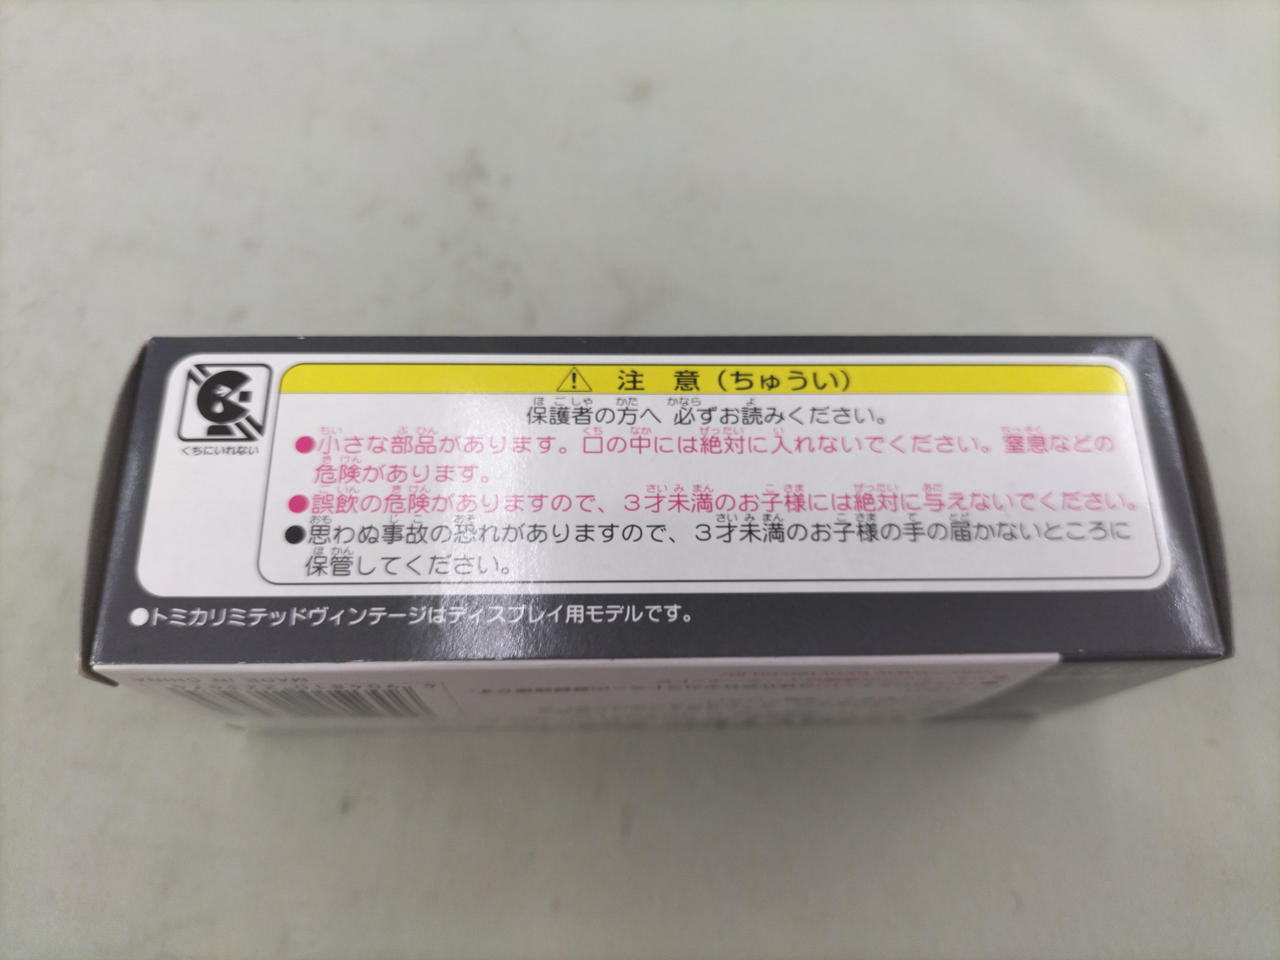 注 意（ちゅうい）
保護者の方へ 必ずお読みください。
●小さな部品があります。口の中には絶対に入れないでください。窒息などの
危険があります。
●誤飲の危険がありますので、３才未満のお子様には絶対に与えないでください。
●思わぬ事故の恐れがありますので、３才未満のお子様の手の届かないところに
保管してください。
くちにいれない
●トミカリミテッドヴィンテージはディスプレイ用モデルです。
MADE IN CHINA